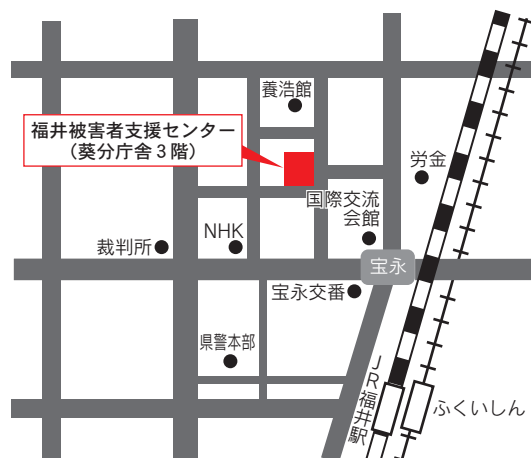 養浩館
福井被害者支援センター
（葵分庁舎３階）
労金
国際交流
会館
NHK
裁判所
宝永
宝永交番
県警本部
ＪＲ福井駅
ふくいしん